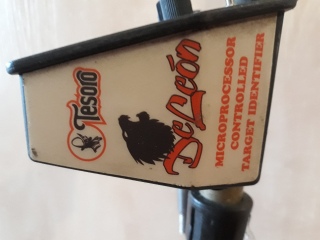 Tesoro
DeLeón
MICROPROCESSOR
CONTROLLED
TARGET IDENTIFIER